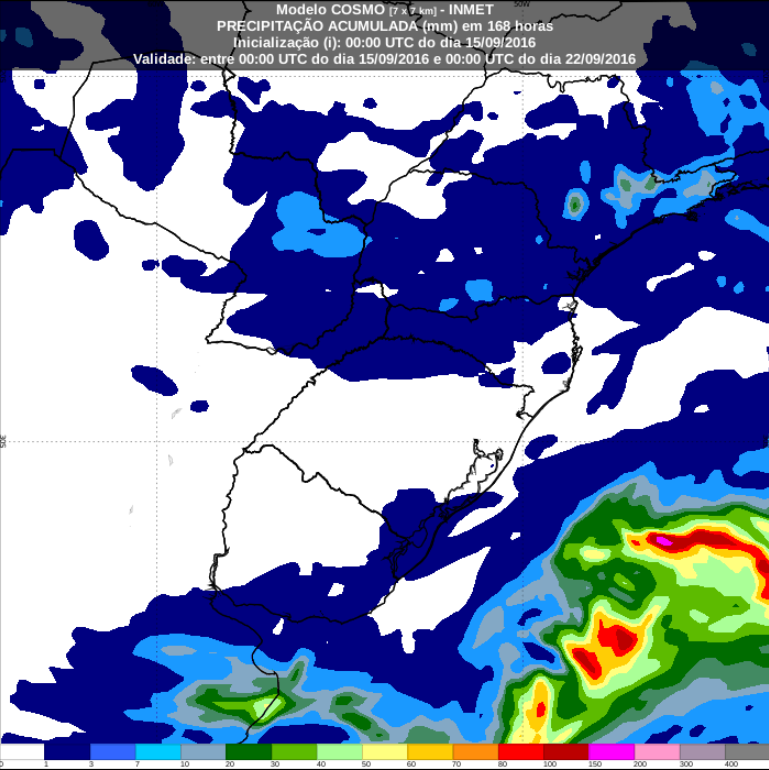 Modelo COSMO [7 x 7 km] - INMET
PRECIPITAÇÃO ACUMULADA (mm) em 168 horas
Inicialização (i): 00:00 UTC do dia 15/09/2016
Validade: entre 00:00 UTC do dia 15/09/2016 e 00:00 UTC do dia 22/09/2016
50W
0 1 3 7 10 20 30 40 50 60 70 80 100 150 200 300 400